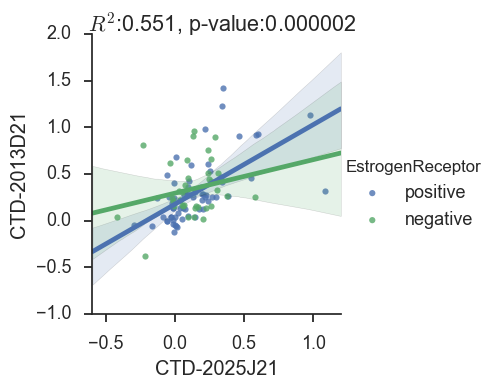 R²:0.551, p-value:0.000002
2.0
1.5
1.0
0.5
0.0
−0.5
−1.0
CTD-2013D21
−0.5 0.0 0.5 1.0
CTD-2025J21
EstrogenReceptor
positive
negative